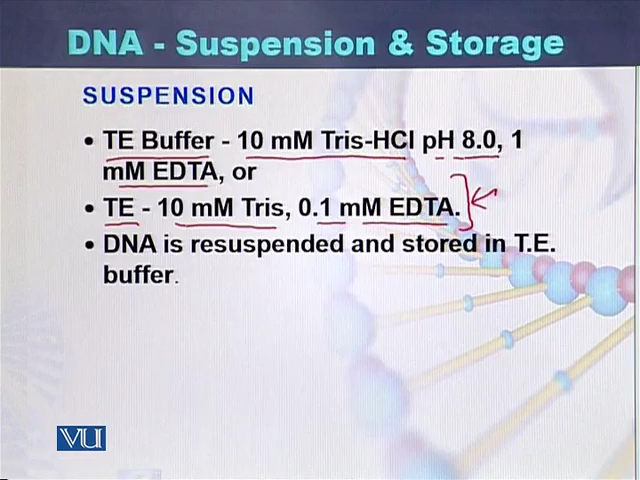 DNA - Suspension & Storage
SUSPENSION
• TE Buffer - 10 mM Tris-HCl pH 8.0, 1
mM EDTA, or
• TE - 10 mM Tris, 0.1 mM EDTA.
• DNA is resuspended and stored in T.E.
buffer.
VU